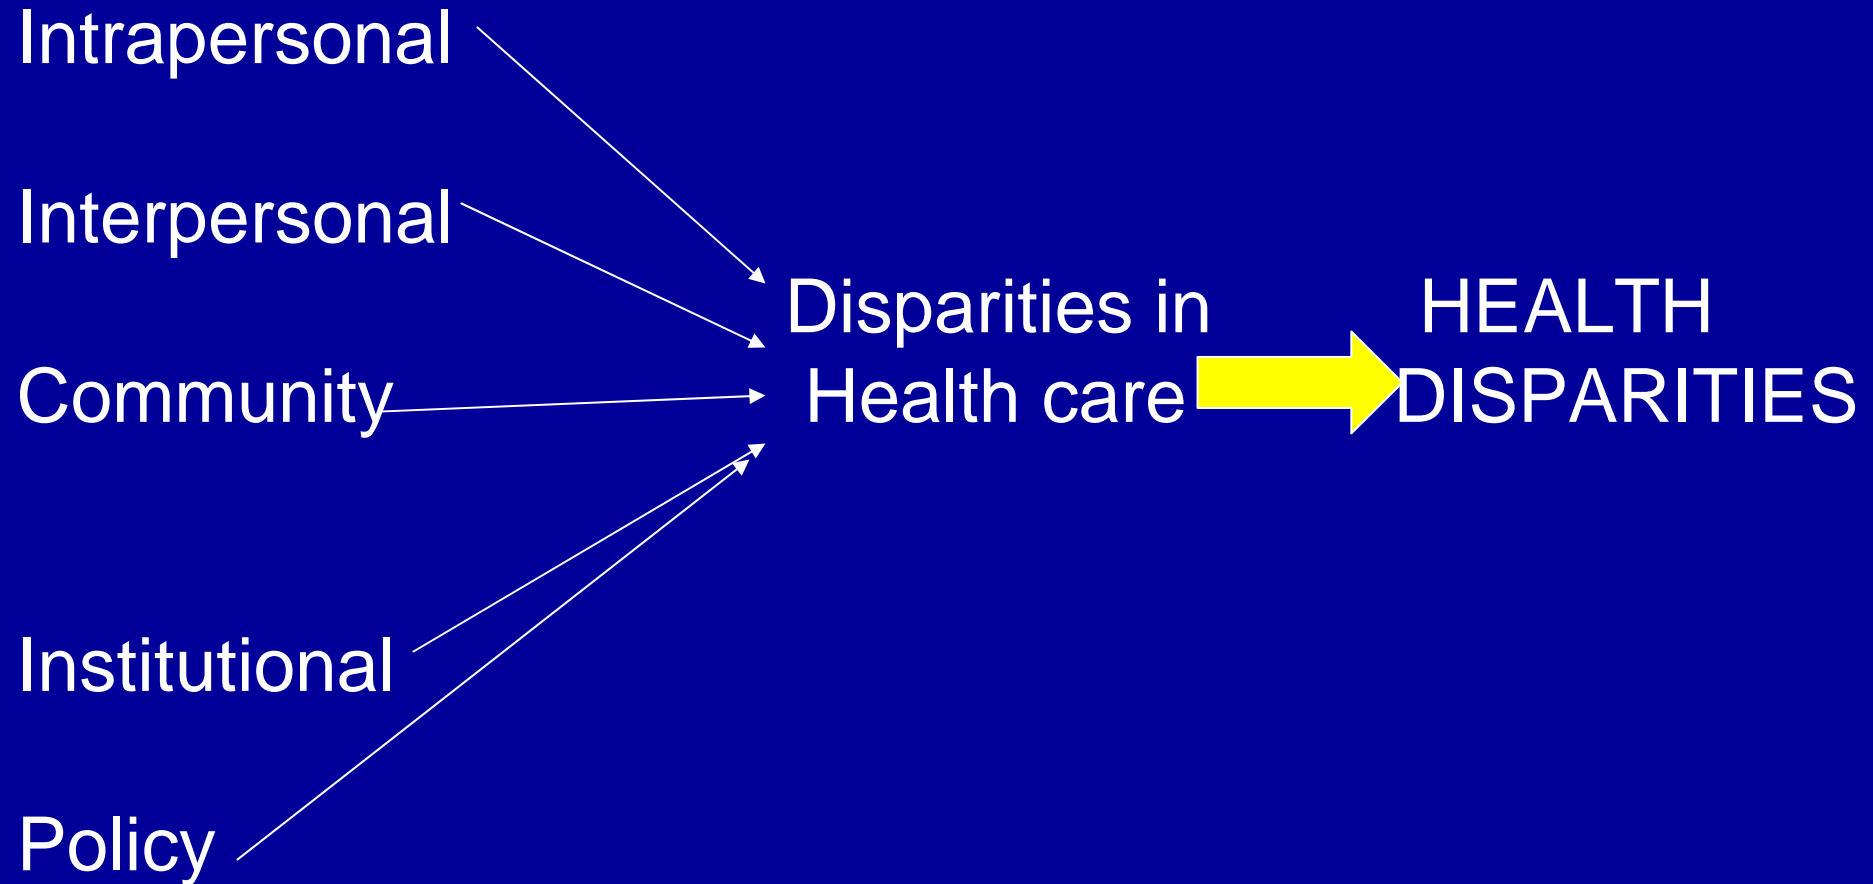 Intrapersonal
Interpersonal
Community
Institutional
Policy
Disparities in
Health care
HEALTH
DISPARITIES